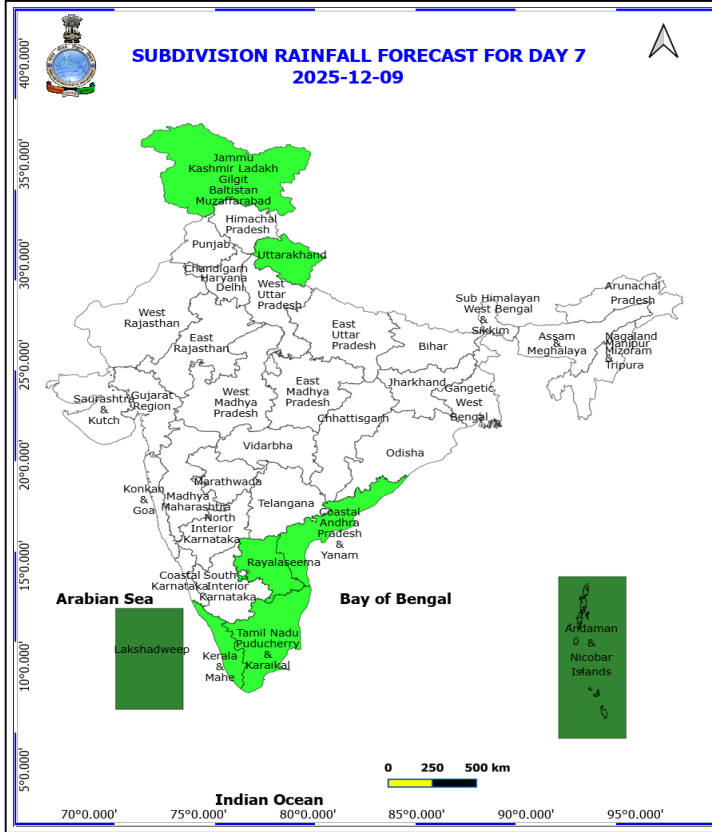 SUBDIVISION RAINFALL FORECAST FOR DAY 7
2025-12-09
40°0.000'
35°0.000'
30°0.000'
25°0.000'
20°0.000'
15°0.000'
10°0.000'
5°0.000'
Jammu
Kashmir Ladakh
Gilgit
Baltistan
Muzaffarabad
Himachal
Pradesh
Punjab
Uttarakhand
Chandigarh
Haryana
Delhi
West
Uttar
Pradesh
West
Rajasthan
East
Rajasthan
East
Uttar
Pradesh
Bihar
Sub Himalayan
West Bengal
&
Sikkim
Arunachal
Pradesh
Assam
&
Meghalaya
Nagaland
Manipur
Mizoram
&
Tripura
Saurashtra
&
Kutch
Gujarat
Region
West
Madhya
Pradesh
East
Madhya
Pradesh
Jharkhand
Gangetic
West
Bengal
Chhattisgarh
Odisha
Vidarbha
Konkan
&
Goa
Marathwada
Madhya
Maharashtra
Telangana
North
Interior
Karnataka
Coastal
Andhra
Pradesh
&
Yanam
Rayalaseema
Coastal
Karnataka
South
Interior
Karnataka
Arabian Sea
Bay of Bengal
Lakshadweep
Kerala
&
Mahe
Tamil Nadu
Puducherry
&
Karaikal
Andaman
&
Nicobar
Islands
0 250 500 km
Indian Ocean
70°0.000' 75°0.000' 80°0.000' 85°0.000' 90°0.000' 95°0.000'